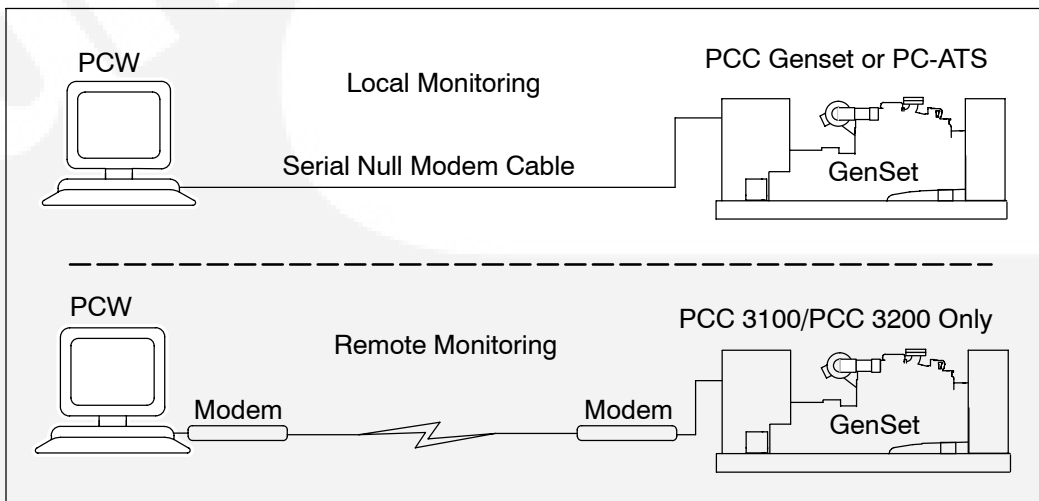 PCW
Local Monitoring
PCC Genset or PC-ATS
Serial Null Modem Cable
GenSet
PCW
Remote Monitoring
PCC 3100/PCC 3200 Only
Modem
Modem
GenSet